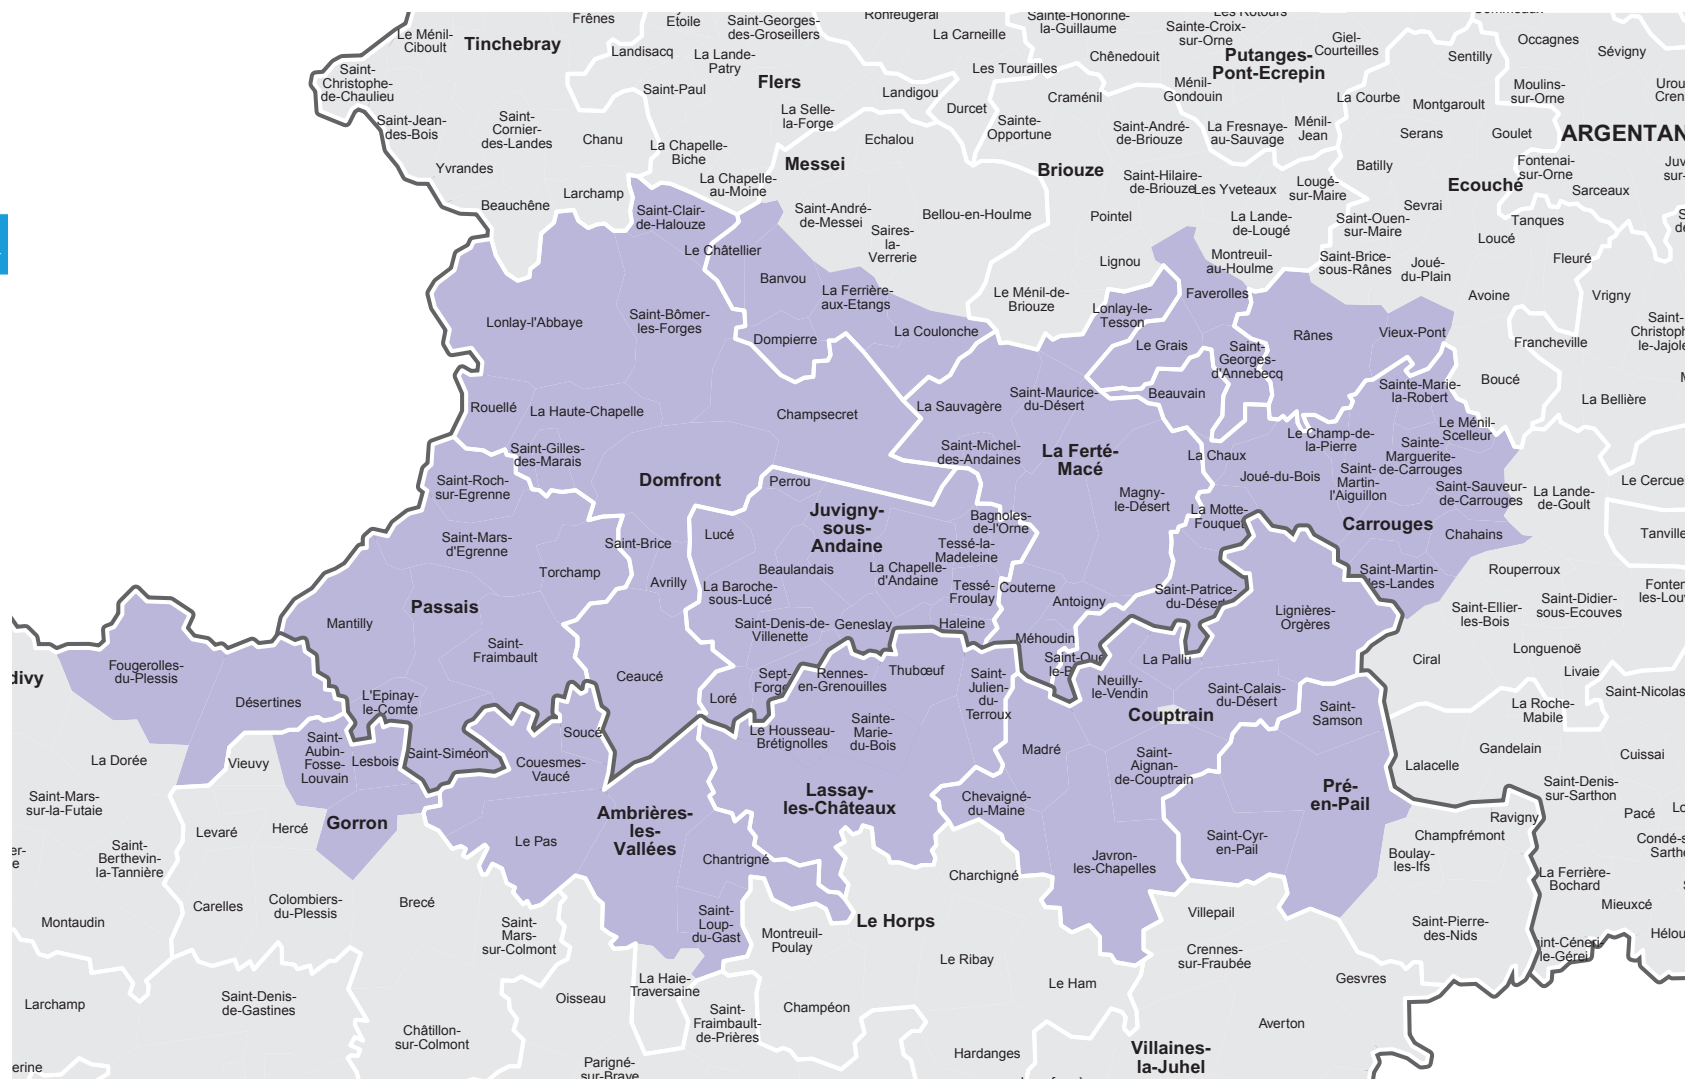 Frênes
Etoile
Saint-Georges-
des-Groseillers
Ronfeugerai
La Carneille
Sainte-Honorine-
la-Guillaume
Sainte-Croix-
sur-Orne
Les Rotours
Giel-
Courteilles
Occagnes
Sévigny
Le Ménil-
Ciboult
Tinchebray
Landisacq
La Lande-
Patry
Flers
Les Tourailles
Chênedouit
Putanges-
Pont-Ecrepin
Sentilly
Saint-
Christophe-
de-Chaulieu
Saint-Paul
Landigou
Durcet
Craménil
Ménil-
Gondouin
La Courbe
Montgaroult
Moulins-
sur-Orne
Saint-Jean-
des-Bois
Saint-
Cornier-
des-Landes
Chanu
La Selle-
la-Forge
Echalou
Sainte-
Opportune
Saint-André-
de-Briouze
La Fresnaye-
au-Sauvage
Ménil-
Jean
Serans
Goulet
ARGENTAN
Yvrandes
La Chapelle-
Biche
Messei
Briouze
Batilly
Fontenai-
sur-Orne
Larchamp
La Chapelle-
au-Moine
Saint-Hilaire-
de-Briouze
Les Yveteaux
Lougé-
sur-Maire
Ecouché
Sarceaux
Beauchêne
Saint-Clair-
de-Halouze
Saint-André-
de-Messei
Bellou-en-Houlme
Pointel
La Lande-
de-Lougé
Saint-Ouen-
sur-Maire
Sevrai
Tanques
Loucé
Le Châtellier
Saires-
la-
Verrerie
Lignou
Montreuil-
au-Houlme
Saint-Brice-
sous-Rânes
Joué-
du-Plain
Fleuré
Banvou
La Ferrière-
aux-Etangs
Le Ménil-de-
Briouze
Lonlay-le-
Tesson
Faverolles
Avoine
Vrigny
Lonlay-l'Abbaye
Saint-Bômer-
les-Forges
Dompierre
La Coulonche
Le Grais
Saint-
Georges-
d'Annebecq
Rânes
Vieux-Pont
Francheville
Saint-
Christoph
le-Jajole
Rouellé
La Haute-Chapelle
Champsecret
La Sauvagère
Saint-Maurice-
du-Désert
Beauvain
Sainte-Marie-
la-Robert
Boucé
La Bellière
Saint-Gilles-
des-Marais
Saint-Michel-
des-Andaines
La Ferté-
Macé
La Chaux
Le Champ-de-
la-Pierre
Le Ménil-
Scelleur
Sainte-
Marguerite-
de-Carrouges
Saint-Roch-
sur-Egrenne
Domfront
Perrou
Magny-
le-Désert
Joué-du-Bois
Saint-
Martin-
l'Aiguillon
Saint-Sauveur-
de-Carrouges
La Lande-
de-Goult
Le Cercue
Saint-Mars-
d'Egrenne
Saint-Brice
Lucé
Juvigny-
sous-
Andaine
Bagnoles-
de-l'Orne
La Motte-
Fouquet
Carrouges
Chahains
Tanville
Torchamp
Avrilly
Beaulandais
La Chapelle-
d'Andaine
Tessé-la-
Madeleine
Saint-Martin-
des-Landes
Rouperroux
Passais
La Baroche-
sous-Lucé
Tessé-
Froulay
Couterne
Antoigny
Saint-Patrice-
du-Désert
Lignières-
Orgères
Saint-Ellier-
les-Bois
Saint-Didier-
sous-Ecouves
Mantilly
Saint-Denis-de-
Villenette
Geneslay
Haleine
Méhoudin
Longuenoë
Fougerolles-
du-Plessis
Saint-
Fraimbault
Ceaucé
Loré
Sept-
Forges
Rennes-
en-Grenouilles
Thubœuf
Saint-
Julien-
du-
Terroux
La Pallu
Ciral
Livaie
Désertines
L'Epinay-
le-Comte
Neuilly-
le-Vendin
Saint-Calais-
du-Désert
Saint-
Samson
La Roche-
Mabile
Saint-Nicolas
Couptrain
La Dorée
Vieuvy
Saint-
Aubin-
Fosse-
Louvain
Lesbois
Saint-Siméon
Soucé
Couesmes-
Vaucé
Le Housseau-
Brétignolles
Sainte-
Marie-
du-Bois
Madré
Saint-
Aignan-
de-Couptrain
Lalacelle
Gandelain
Cuissai
Saint-Mars-
sur-la-Futaie
Levaré
Hercé
Gorron
Le Pas
Ambrières-
les-
Vallées
Lassay-
les-Châteaux
Chevaigné-
du-Maine
Pré-
en-Pail
Saint-Denis-
sur-Sarthon
Pacé
Ravigny
Saint-
Berthevin-
la-Tannière
Chantrigné
Charchigné
Javron-
les-Chapelles
Saint-Cyr-
en-Pail
Champfrémont
Boulay-
les-Ifs
La Ferrière-
Bochard
Mieuxcé
Montaudin
Carelles
Colombiers-
du-Plessis
Brecé
Saint-
Mars-
sur-Colmont
Saint-
Loup-
du-Gast
Montreuil-
Poulay
Le Horps
Villepail
Saint-Pierre-
des-Nids
Le Ribay
Crennes-
sur-Fraubée
Larchamp
Saint-Denis-
de-Gastines
Oisseau
La Haie-
Traversaine
Champéon
Le Ham
Gesvres
Châtillon-
sur-Colmont
Saint-
Fraimbault-
de-Prières
Averton
Parigné-
sur-Braye
Hardanges
Villaines-
la-Juhel